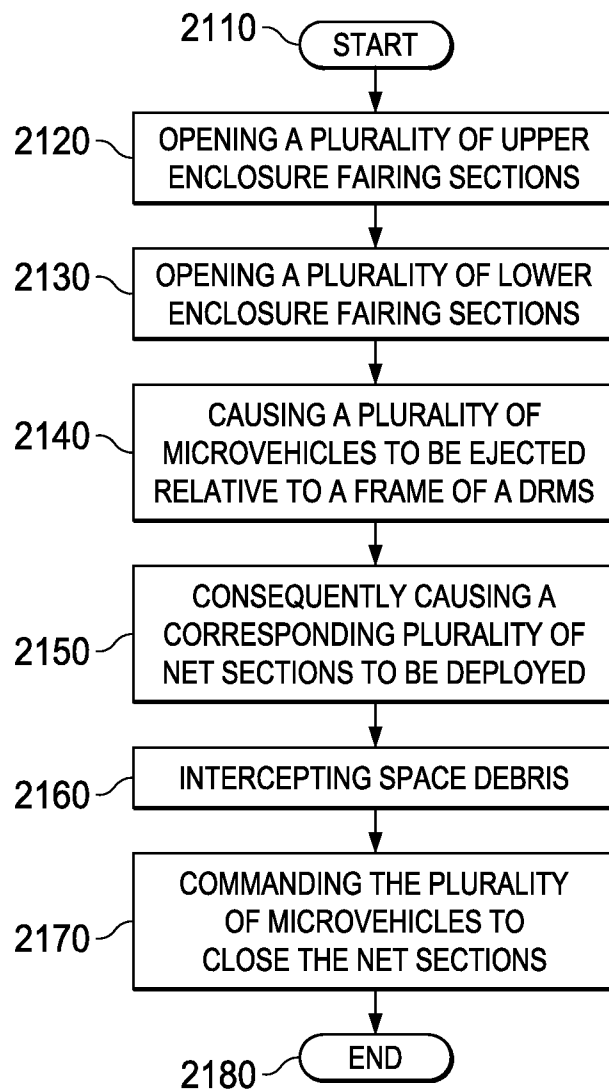 2110
START
2120
OPENING A PLURALITY OF UPPER
ENCLOSURE FAIRING SECTIONS
2130
OPENING A PLURALITY OF LOWER
ENCLOSURE FAIRING SECTIONS
2140
CAUSING A PLURALITY OF
MICROVEHICLES TO BE EJECTED
RELATIVE TO A FRAME OF A DRMS
2150
CONSEQUENTLY CAUSING A
CORRESPONDING PLURALITY OF
NET SECTIONS TO BE DEPLOYED
2160
INTERCEPTING SPACE DEBRIS
2170
COMMANDING THE PLURALITY
OF MICROVEHICLES TO
CLOSE THE NET SECTIONS
2180
END